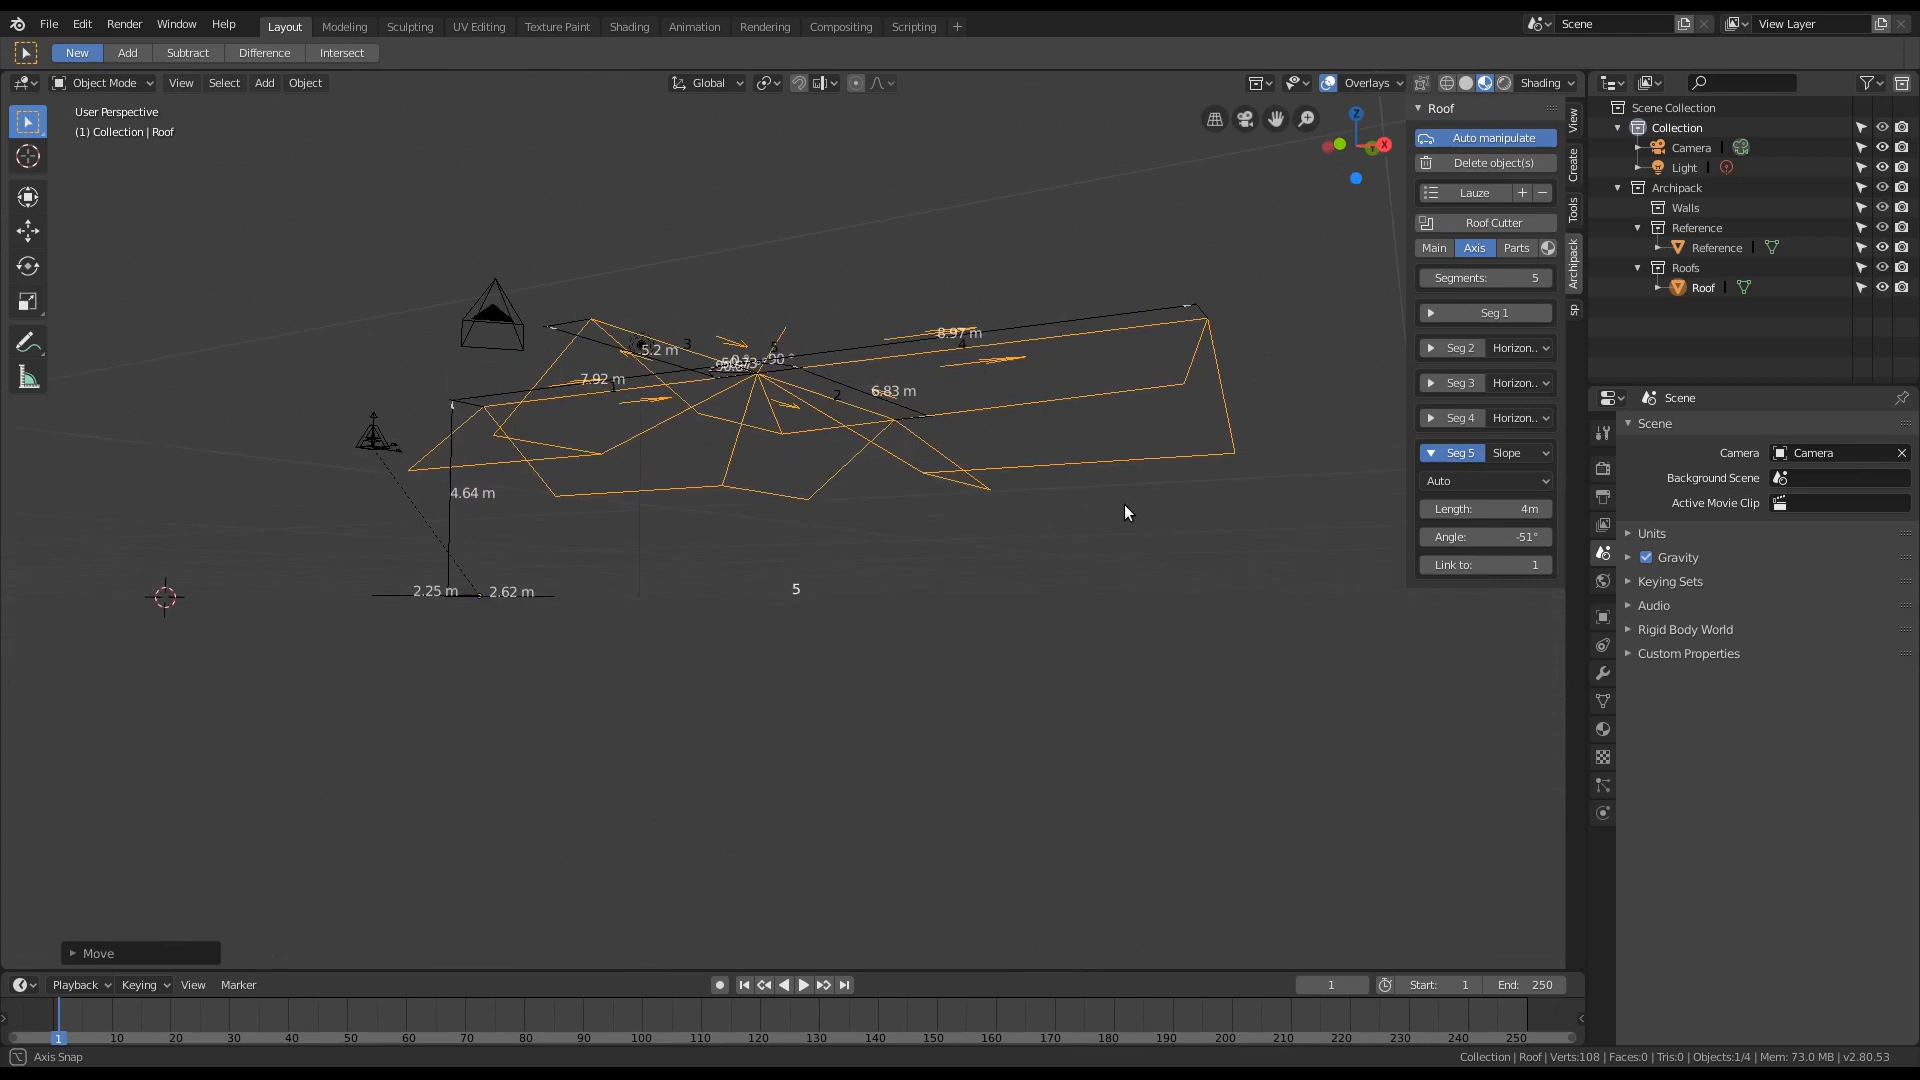 File Edit Render Window Help Layout Modeling Sculpting UV Editing Texture Paint Shading Animation Rendering Compositing Scripting + Scene View Layer
New Add Subtract Difference Intersect
Object Mode View Select Add Object Global Overlays Shading
User Perspective
(1) Collection | Roof
Z
X
Roof
Auto manipulate
Delete object(s)
Lauze + −
Roof Cutter
Main Axis Parts
Segments: 5
Seg 1
Seg 2 Horizon..
Seg 3 Horizon..
Seg 4 Horizon..
Seg 5 Slope
Auto
Length: 4m
Angle: -51°
Link to: 1
View
Create
Tools
Archipack
sp
8.97 m
4
3
5
5.2 m
7.92 m
1
6.83 m
2
4.64 m
2.25 m
2.62 m
5
Scene Collection
Collection
Camera
Light
Archipack
Walls
Reference
Reference
Roofs
Roof
Scene
Scene
Camera Camera
Background Scene
Active Movie Clip
Units
Gravity
Keying Sets
Audio
Rigid Body World
Custom Properties
Move
Playback Keying View Marker 1 Start: 1 End: 250
1 10 20 30 40 50 60 70 80 90 100 110 120 130 140 150 160 170 180 190 200 210 220 230 240 250
Axis Snap
Collection | Roof | Verts:108 | Faces:0 | Tris:0 | Objects:1/4 | Mem: 73.0 MB | v2.80.53